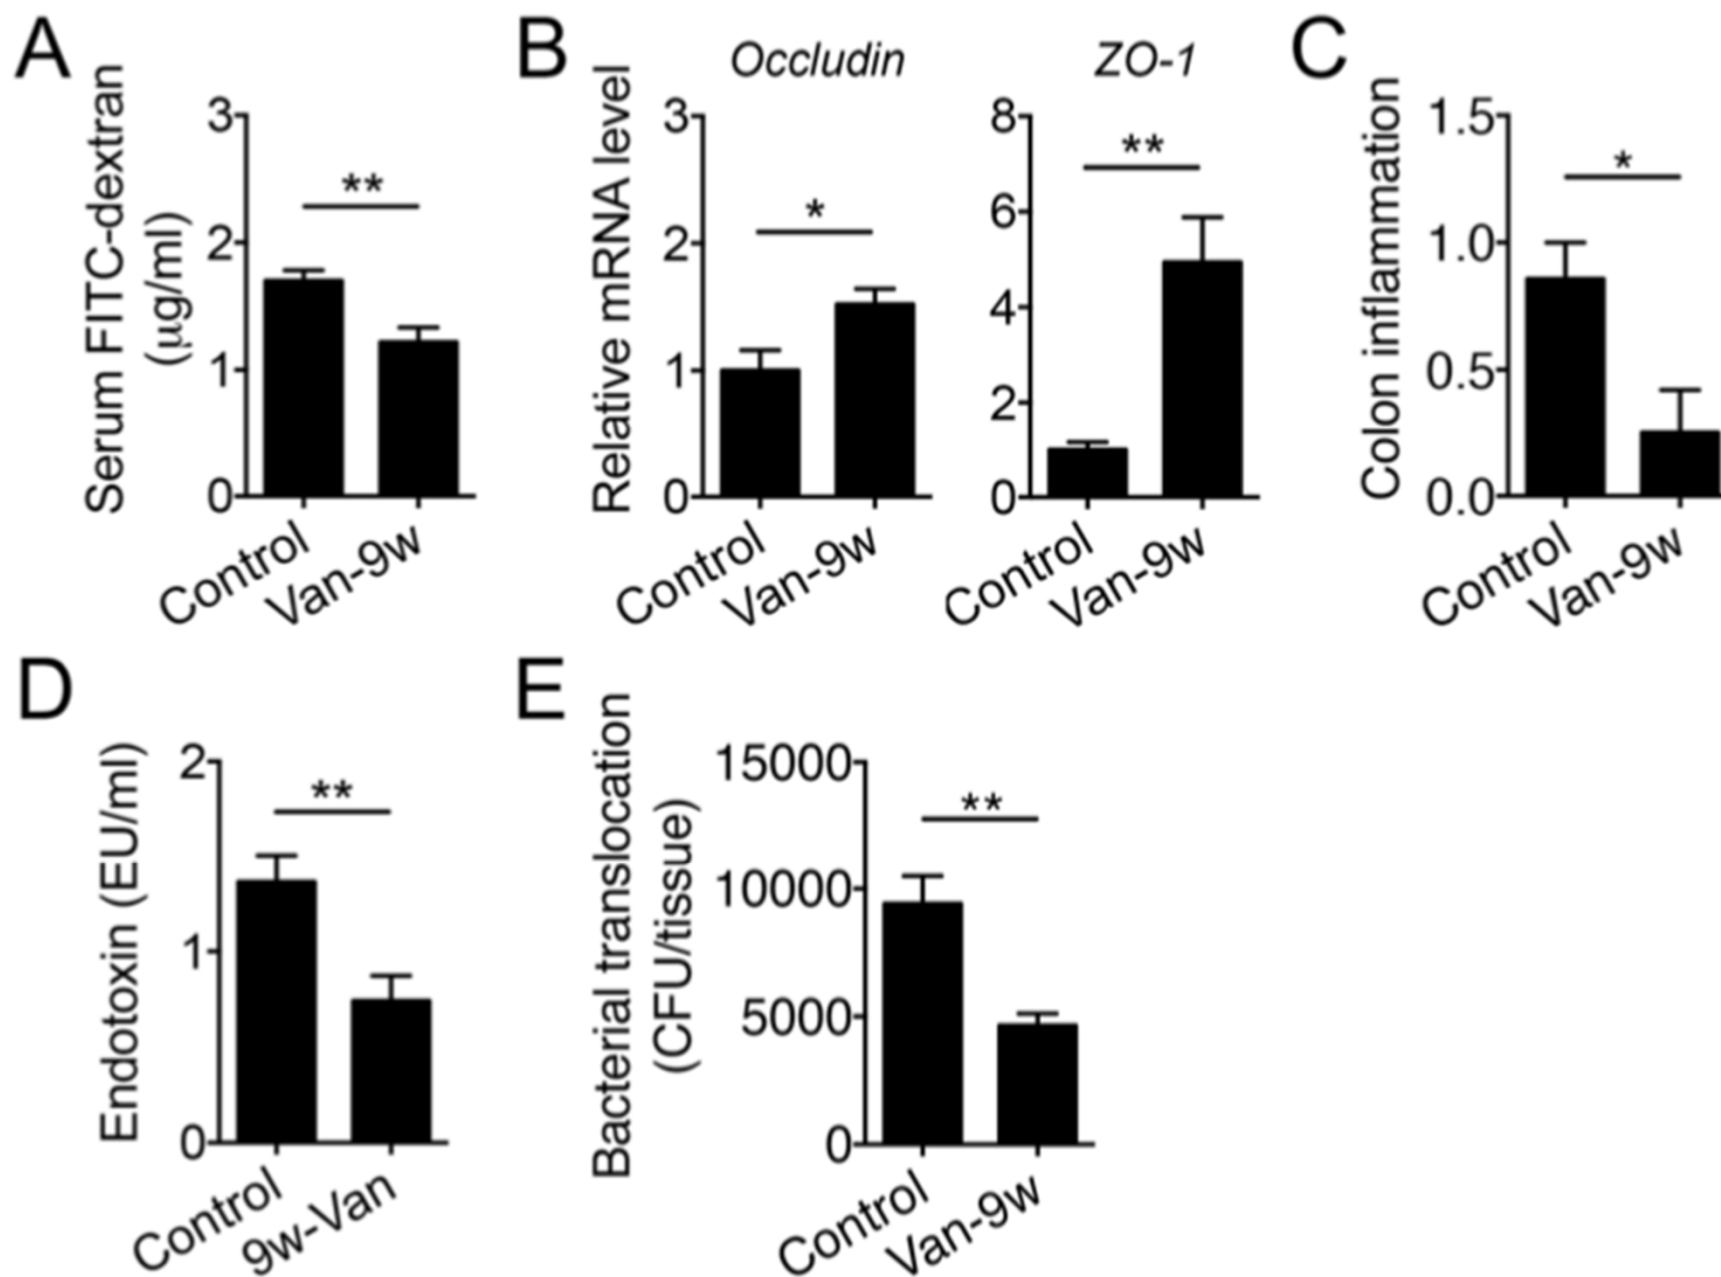 A
Serum FITC-dextran
(µg/ml)
3
2
1
0
**
Control
Van-9w
B
Relative mRNA level
Occludin
3
2
1
0
*
Control
Van-9w
ZO-1
8
6
4
2
0
**
Control
Van-9w
C
Colon inflammation
1.5
1.0
0.5
0.0
*
Control
Van-9w
D
Endotoxin (EU/ml)
2
1
0
**
Control
9w-Van
E
Bacterial translocation
(CFU/tissue)
15000
10000
5000
0
**
Control
Van-9w